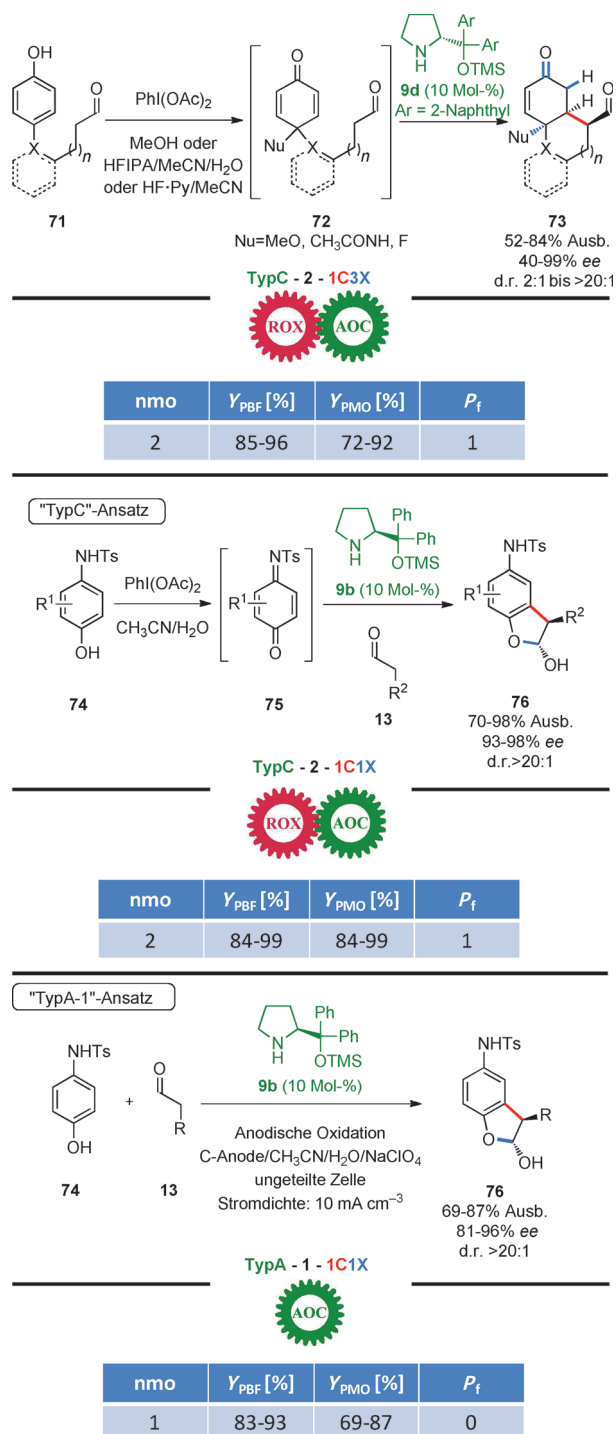 OH
O
X
( )n
71
PhI(OAc)2
MeOH oder
HFIPA/MeCN/H2O
oder HF·Py/MeCN
O
O
Nu
X
( )n
72
Nu=MeO, CH3CONH, F
N
H
Ar
Ar
OTMS
9d (10 Mol-%)
Ar = 2-Naphthyl
O
H
H
O
Nu
X
( )n
73
52-84% Ausb.
40-99% ee
d.r. 2:1 bis >20:1
TypC - 2 - 1C3X
ROX AOC
nmo YPBF [%] YPMO [%] Pf
2 85-96 72-92 1
"TypC"-Ansatz
NHTs
R1
OH
74
PhI(OAc)2
CH3CN/H2O
NTs
R1
O
75
N
H
Ph
Ph
OTMS
9b (10 Mol-%)
O
R2
13
NHTs
R1
R2
O
OH
76
70-98% Ausb.
93-98% ee
d.r.>20:1
TypC - 2 - 1C1X
ROX AOC
nmo YPBF [%] YPMO [%] Pf
2 84-99 84-99 1
"TypA-1"-Ansatz
NHTs
OH
74
+
O
R
13
N
H
Ph
Ph
OTMS
9b (10 Mol-%)
Anodische Oxidation
C-Anode/CH3CN/H2O/NaClO4
ungeteilte Zelle
Stromdichte: 10 mA cm–3
NHTs
R
O
OH
76
69-87% Ausb.
81-96% ee
d.r. >20:1
TypA - 1 - 1C1X
AOC
nmo YPBF [%] YPMO [%] Pf
1 83-93 69-87 0